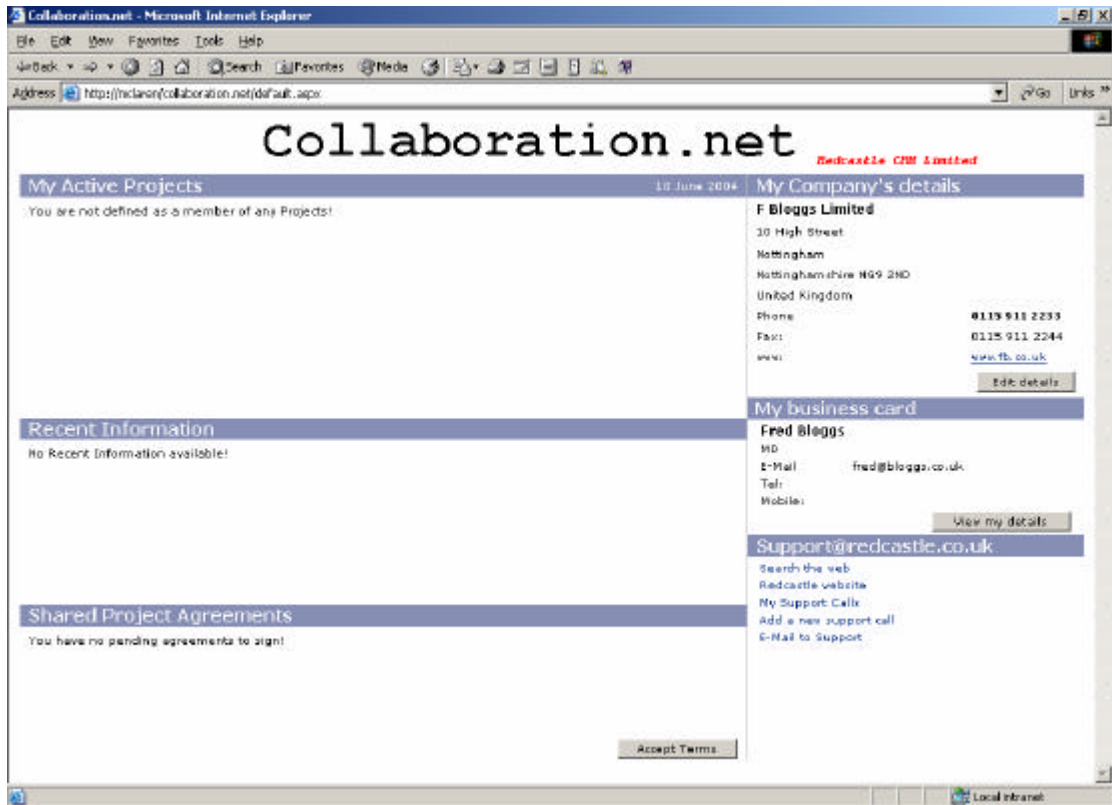 Collaboration.net - Microsoft Internet Explorer
File Edit View Favorites Tools Help
Back Search Favorites Media
Address http://mclaren/collaboration.net/default.aspx Go Links »
Collaboration.net
Redcastle CRM Limited
My Active Projects 10 June 2004
You are not defined as a member of any Projects!
Recent Information
No Recent Information available!
Shared Project Agreements
You have no pending agreements to sign!
Accept Terms
My Company's details
F Bloggs Limited
10 High Street
Nottingham
Nottinghamshire NG9 2ND
United Kingdom
Phone 0115 911 2233
Fax: 0115 911 2244
www: www.fb.co.uk
Edit details
My business card
Fred Bloggs
MD
E-Mail fred@bloggs.co.uk
Tel:
Mobile:
View my details
Support@redcastle.co.uk
Search the web
Redcastle website
My Support Calls
Add a new support call
E-Mail to Support
Local intranet